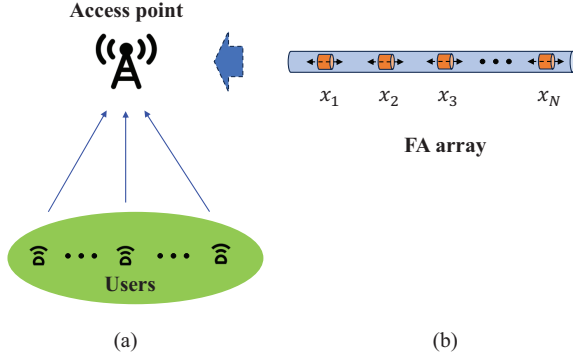 Access point
x₁ x₂ x₃ ••• x_N
FA array
••• •••
Users
(a) (b)